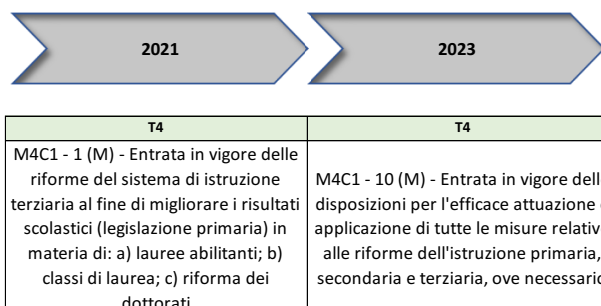 2021
2023
T4
T4
M4C1 - 1 (M) - Entrata in vigore delle
riforme del sistema di istruzione
terziaria al fine di migliorare i risultati
scolastici (legislazione primaria) in
materia di: a) lauree abilitanti; b)
classi di laurea; c) riforma dei
dottorati
M4C1 - 10 (M) - Entrata in vigore dell
disposizioni per l'efficace attuazione
applicazione di tutte le misure relativ
alle riforme dell'istruzione primaria,
secondaria e terziaria, ove necessario